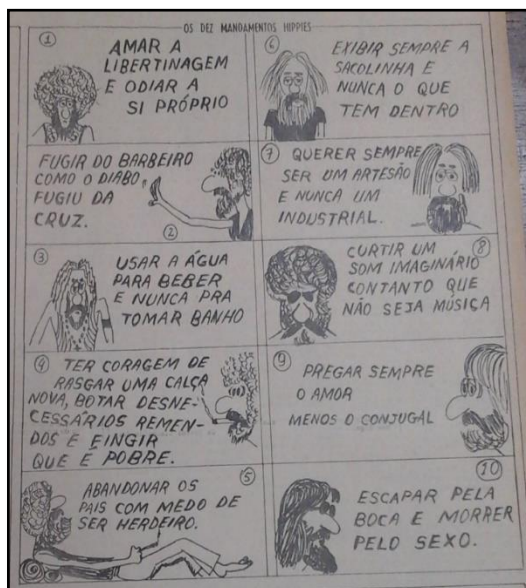 OS DEZ MANDAMENTOS HIPPIES
1
AMAR A
LIBERTINAGEM
E ODIAR A
SI PRÓPRIO
FUGIR DO BARBEIRO
COMO O DIABO
FUGIU DA
CRUZ.
2
3
USAR A ÁGUA
PARA BEBER
E NUNCA PRA
TOMAR BANHO
4
TER CORAGEM DE
RASGAR UMA CALÇA
NOVA, BOTAR DESNE-
CESSÁRIOS REMEN-
DOS E FINGIR
QUE É POBRE.
5
ABANDONAR OS
PAIS COM MEDO DE
SER HERDEIRO.
6
EXIBIR SEMPRE A
SACOLINHA E
NUNCA O QUE
TEM DENTRO
7
QUERER SEMPRE
SER UM ARTESÃO
E NUNCA UM
INDUSTRIAL.
8
CURTIR UM
SOM IMAGINÁRIO
CONTANTO QUE
NÃO SEJA MÚSICA
9
PREGAR SEMPRE
O AMOR
MENOS O CONJUGAL
10
ESCAPAR PELA
BOCA E MORRER
PELO SEXO.